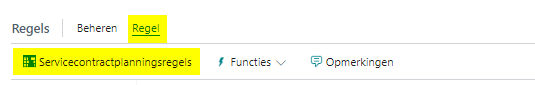 Regels Beheren Regel
Servicecontractplanningsregels Functies Opmerkingen